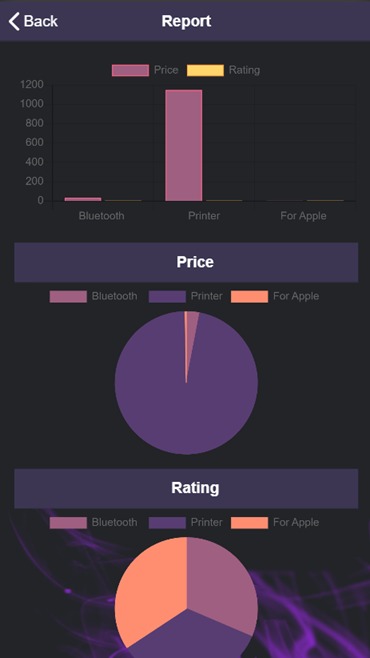 Back Report
Price Rating
1200
1000
800
600
400
200
0
Bluetooth Printer For Apple
Price
Bluetooth Printer For Apple
Rating
Bluetooth Printer For Apple